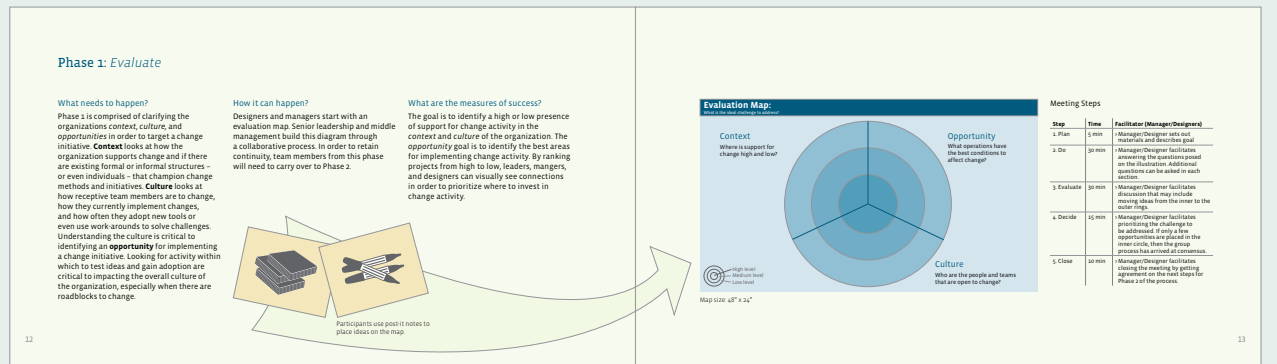 Phase 1: Evaluate
What needs to happen?
Phase 1 is comprised of clarifying the
organizations context, culture, and
opportunities in order to target a change
initiative. Context looks at how the
organization supports change and if there
are existing formal or informal structures –
or even individuals – that champion change
methods and initiatives. Culture looks at
how receptive team members are to change,
how they currently implement changes,
and how often they adopt new tools or
even use work-arounds to solve challenges.
Understanding the culture is critical to
identifying an opportunity for implementing
a change initiative. Looking for activity within
which to test ideas and gain adoption are
critical to impacting the overall culture of
the organization, especially when there are
roadblocks to change.
How it can happen?
Designers and managers start with an
evaluation map. Senior leadership and middle
management build this diagram through
a collaborative process. In order to retain
continuity, team members from this phase
will need to carry over to Phase 2.
What are the measures of success?
The goal is to identify a high or low presence
of support for change activity in the
context and culture of the organization. The
opportunity goal is to identify the best areas
for implementing change activity. By ranking
projects from high to low, leaders, mangers,
and designers can visually see connections
in order to prioritize where to invest in
change activity.
Participants use post-it notes to
place ideas on the map.
12
Evaluation Map:
What is the ideal challenge to address?
Context
Where is support for
change high and low?
Opportunity
What operations have
the best conditions to
affect change?
Culture
Who are the people and teams
that are open to change?
High level
Medium level
Low level
Map size: 48" x 24"
Meeting Steps
Step Time Facilitator (Manager/Designers)
1. Plan 5 min › Manager/Designer sets out
materials and describes goal
2. Do 30 min › Manager/Designer facilitates
answering the questions posed
on the illustration. Additional
questions can be asked in each
section.
3. Evaluate 30 min › Manager/Designer facilitates
discussion that may include
moving ideas from the inner to the
outer rings.
4. Decide 15 min › Manager/Designer facilitates
prioritizing the challenge to
be addressed. If only a few
opportunities are placed in the
inner circle, then the group
process has arrived at consensus.
5. Close 10 min › Manager/Designer facilitates
closing the meeting by getting
agreement on the next steps for
Phase 2 of the process.
13